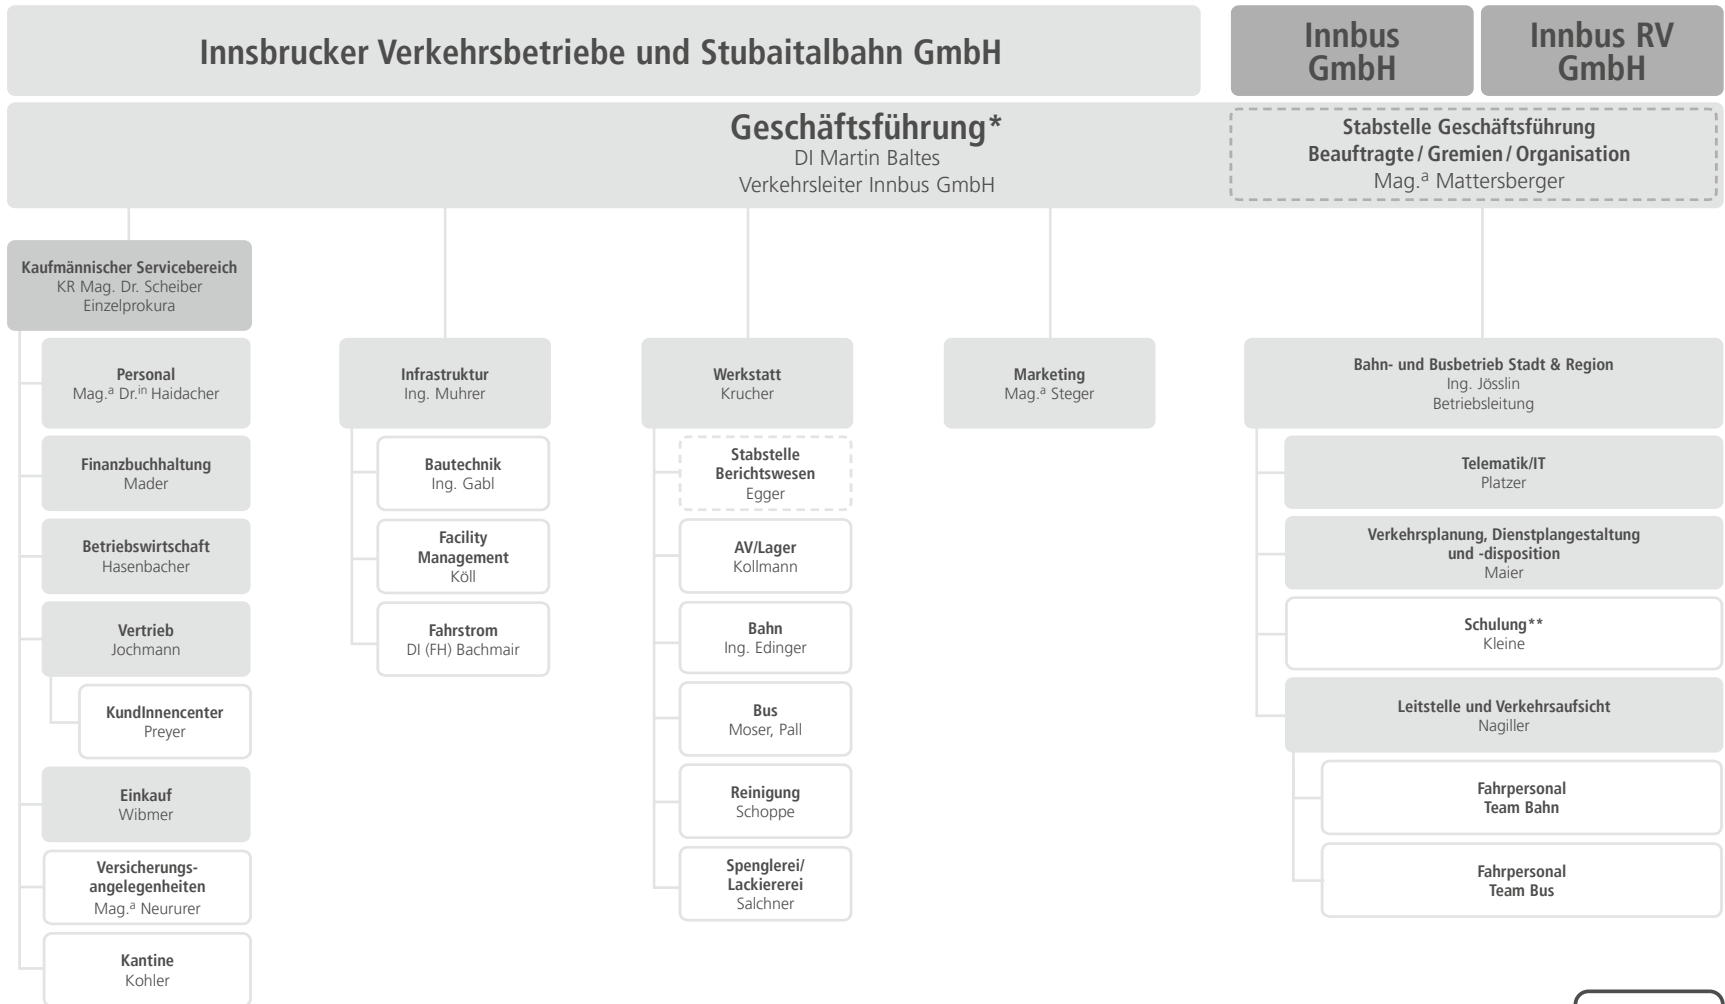 Innsbrucker Verkehrsbetriebe und Stubaitalbahn GmbH
Innbus
GmbH
Innbus RV
GmbH
Geschäftsführung*
DI Martin Baltes
Verkehrsleiter Innbus GmbH
Stabstelle Geschäftsführung
Beauftragte / Gremien / Organisation
Mag.ª Mattersberger
Kaufmännischer Servicebereich
KR Mag. Dr. Scheiber
Einzelprokura
Personal
Mag.ª Dr.ⁱⁿ Haidacher
Finanzbuchhaltung
Mader
Betriebswirtschaft
Hasenbacher
Vertrieb
Jochmann
KundInnencenter
Preyer
Einkauf
Wibmer
Versicherungs-
angelegenheiten
Mag.ª Neururer
Kantine
Kohler
Infrastruktur
Ing. Muhrer
Bautechnik
Ing. Gabl
Facility
Management
Köll
Fahrstrom
DI (FH) Bachmair
Werkstatt
Krucher
Stabstelle
Berichtswesen
Egger
AV/Lager
Kollmann
Bahn
Ing. Edinger
Bus
Moser, Pall
Reinigung
Schoppe
Spenglerei/
Lackiererei
Salchner
Marketing
Mag.ª Steger
Bahn- und Busbetrieb Stadt & Region
Ing. Jösslin
Betriebsleitung
Telematik/IT
Platzer
Verkehrsplanung, Dienstplangestaltung
und -disposition
Maier
Schulung**
Kleine
Leitstelle und Verkehrsaufsicht
Nagiller
Fahrpersonal
Team Bahn
Fahrpersonal
Team Bus